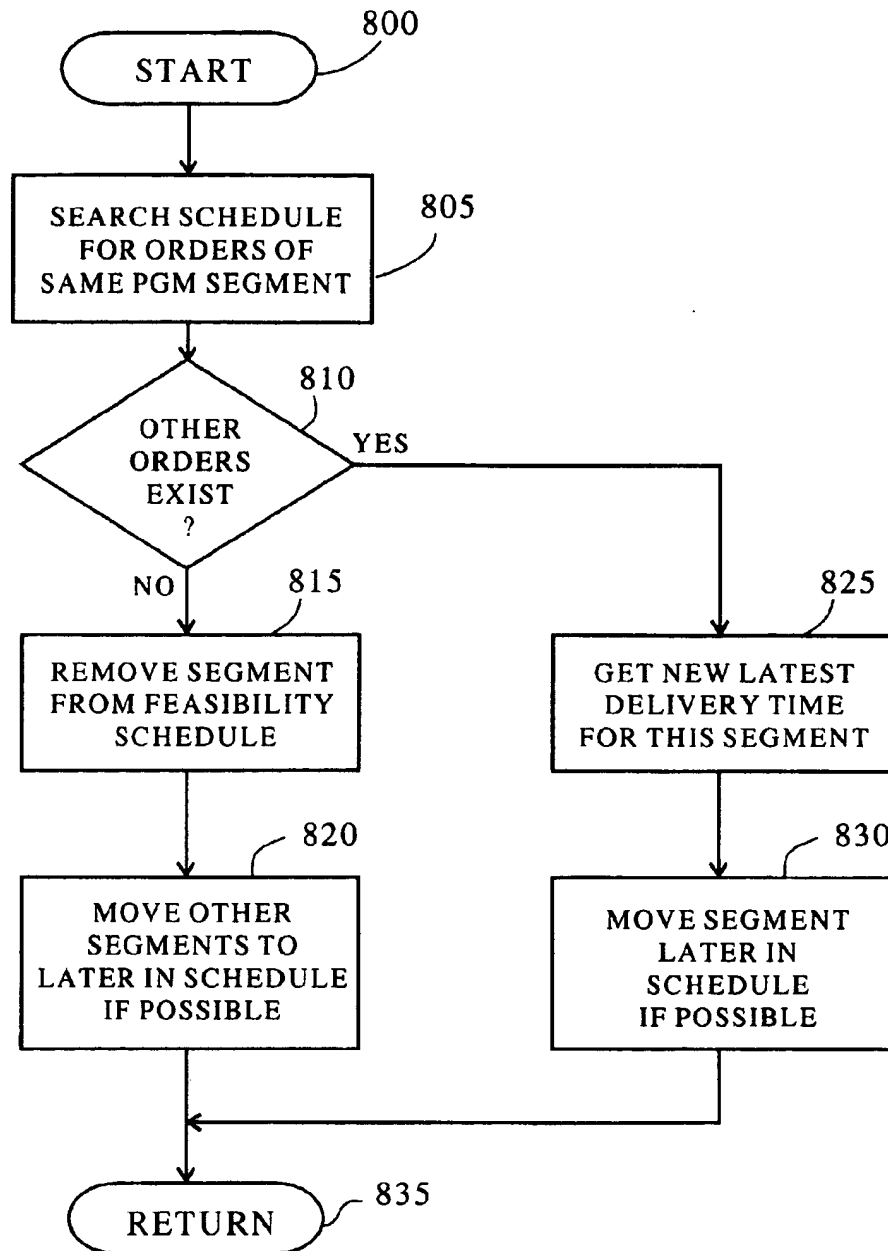 800
START
SEARCH SCHEDULE
FOR ORDERS OF
SAME PGM SEGMENT
805
810
OTHER
ORDERS
EXIST
?
YES
NO
815
REMOVE SEGMENT
FROM FEASIBILITY
SCHEDULE
825
GET NEW LATEST
DELIVERY TIME
FOR THIS SEGMENT
820
MOVE OTHER
SEGMENTS TO
LATER IN SCHEDULE
IF POSSIBLE
830
MOVE SEGMENT
LATER IN
SCHEDULE
IF POSSIBLE
835
RETURN